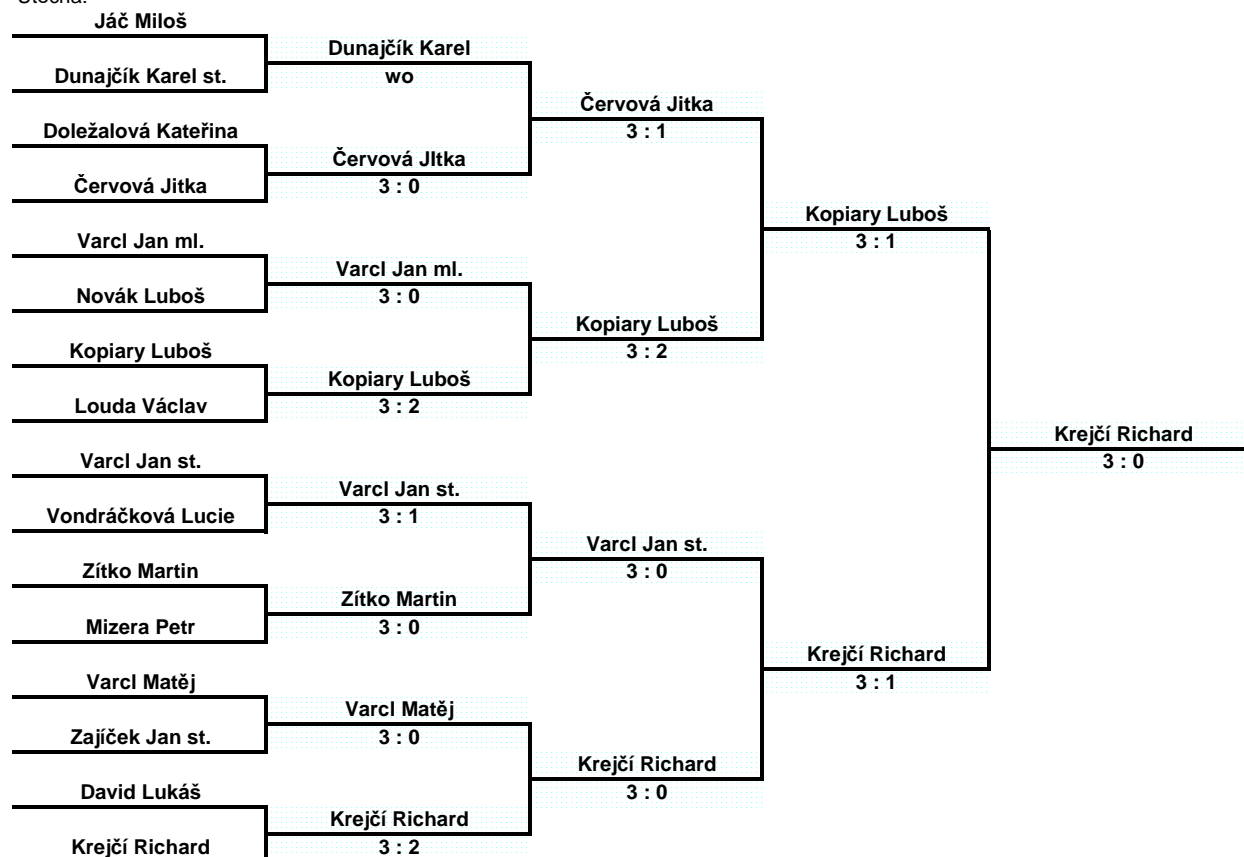 Útěcha:
Jáč Miloš
Dunajčík Karel
Dunajčík Karel st.
wo
Červová Jitka
Doležalová Kateřina
3 : 1
Červová JItka
Červová Jitka
3 : 0
Kopiary Luboš
Varcl Jan ml.
3 : 1
Varcl Jan ml.
Novák Luboš
3 : 0
Kopiary Luboš
Kopiary Luboš
3 : 2
Kopiary Luboš
Louda Václav
3 : 2
Krejčí Richard
Varcl Jan st.
3 : 0
Varcl Jan st.
Vondráčková Lucie
3 : 1
Varcl Jan st.
Zítko Martin
3 : 0
Zítko Martin
Mizera Petr
3 : 0
Krejčí Richard
Varcl Matěj
3 : 1
Varcl Matěj
Zajíček Jan st.
3 : 0
Krejčí Richard
David Lukáš
3 : 0
Krejčí Richard
Krejčí Richard
3 : 2